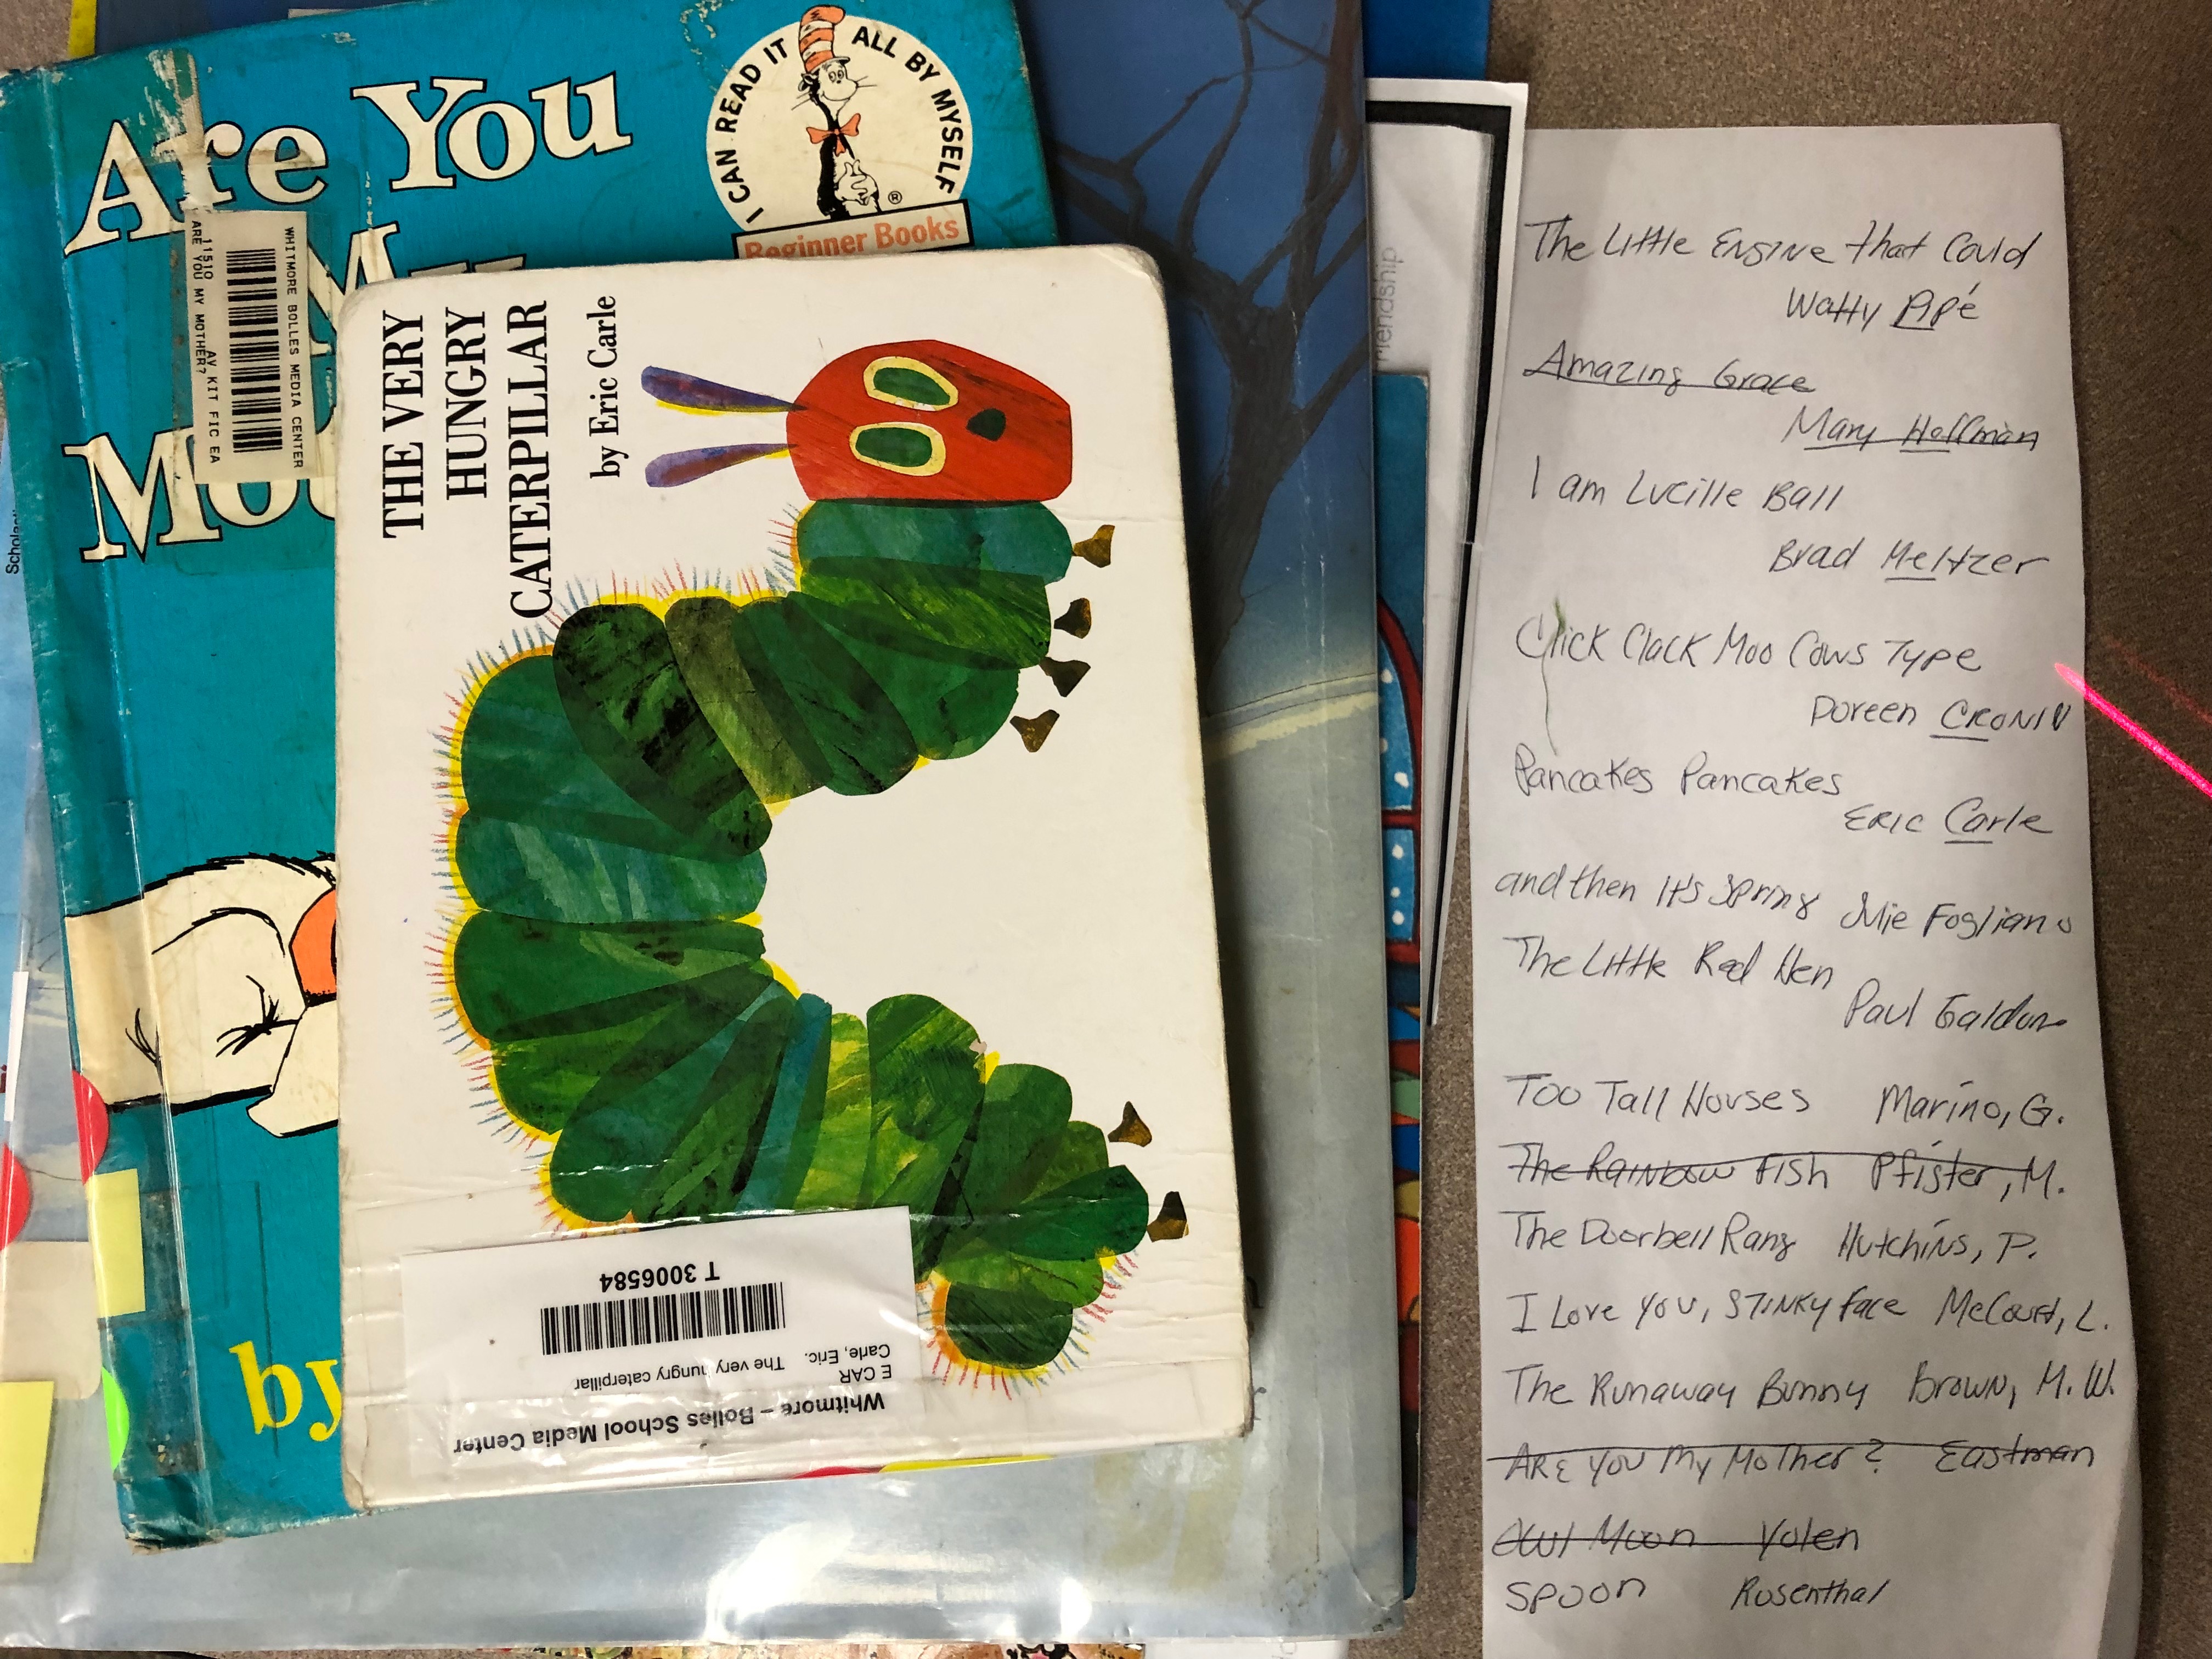 Are You
My
I CAN READ IT ALL BY MYSELF
®
Beginner Books
WHITMORE BOLLES MEDIA CENTER
11510 AV KIT FIC EA
ARE YOU MY MOTHER?
by
THE VERY
HUNGRY
CATERPILLAR
by Eric Carle
T 3006584
Carle, Eric. The very hungry caterpillar
E CAR
Whitmore – Bolles School Media Center
The Little Engine that Could
Watty Pipé
Amazing Grace
Mary Hoffman
I am Lucille Ball
Brad Meltzer
Click Clack Moo Cows Type
Doreen CRONIN
Pancakes Pancakes
ERIC Carle
and then It's Spring Julie Fogliano
The Little Red Hen
Paul Galdone
Too Tall Houses Marino, G.
The Rainbow Fish Pfister, M.
The Doorbell Rang Hutchins, P.
I Love You, STINKY face McCourt, L.
The Runaway Bunny Brown, M.W.
ARE YOU My Mother? Eastman
Owl Moon Yolen
SPOON Rosenthal